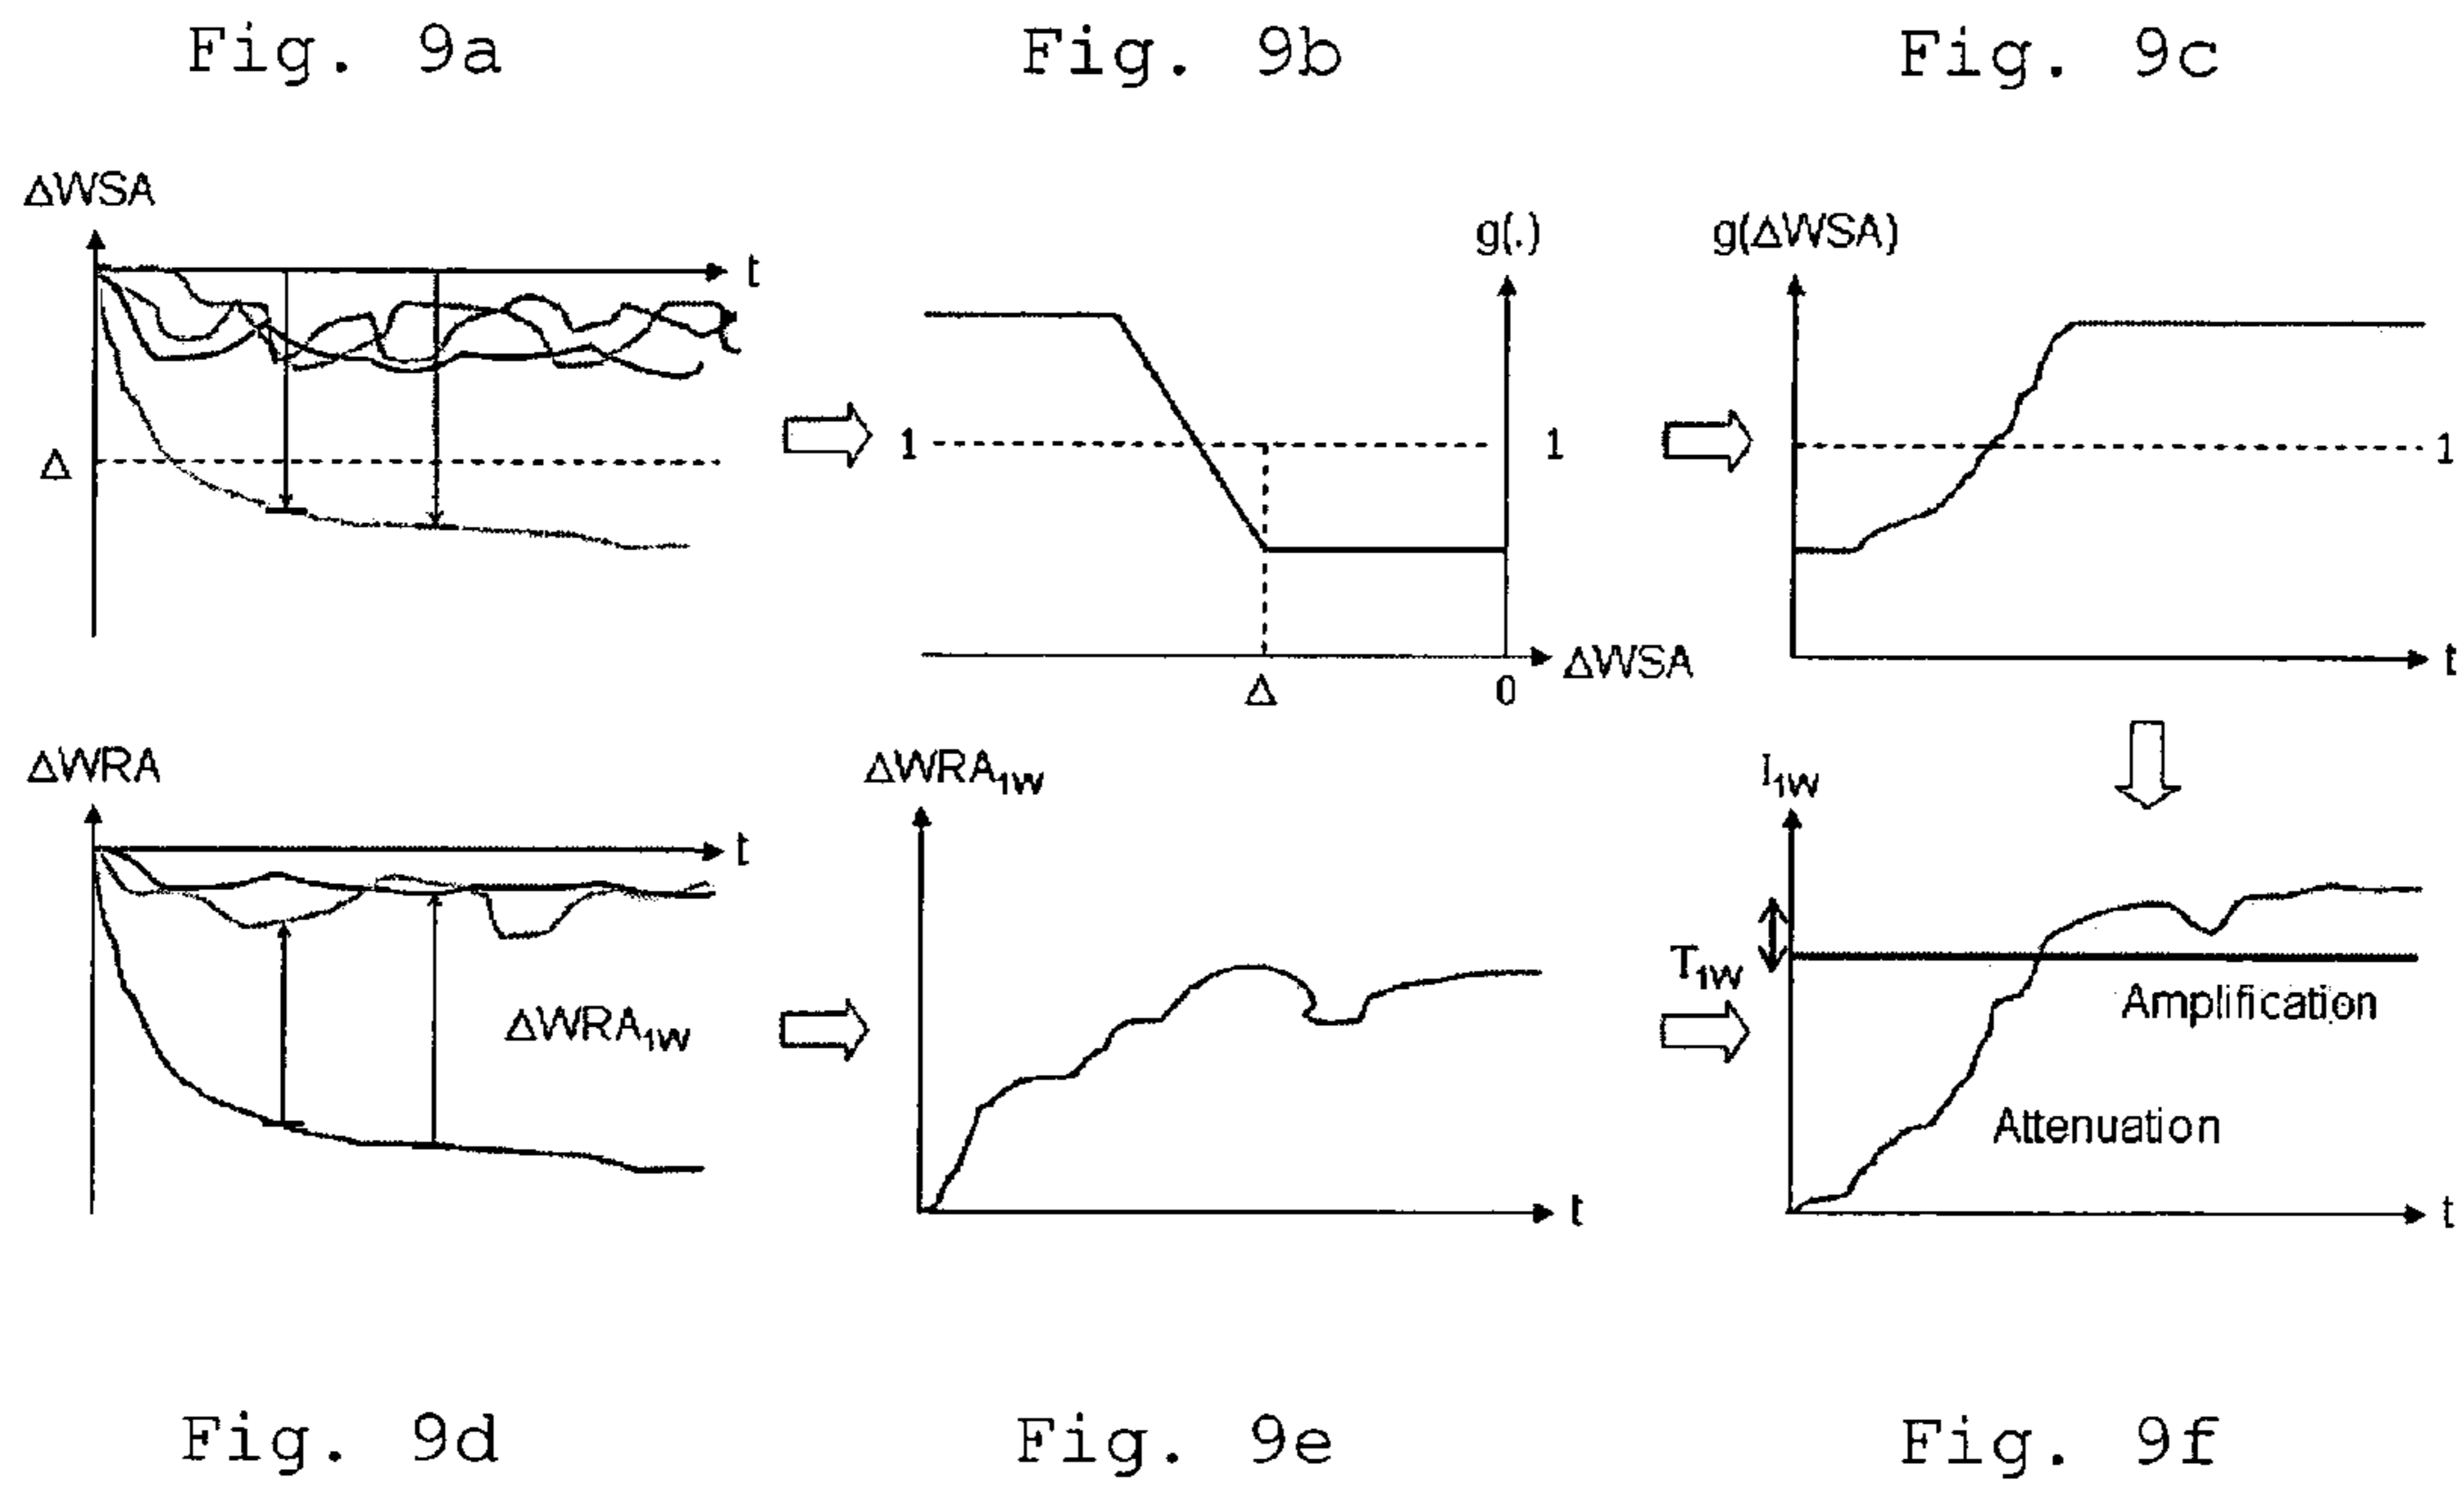 Fig. 9a
Fig. 9b
Fig. 9c
ΔWSA
t
Δ
g(.)
1
1
ΔWSA
Δ
0
g(ΔWSA)
1
t
ΔWRA
t
ΔWRA1W
ΔWRA1W
t
I1W
T1W
Amplification
Attenuation
t
Fig. 9d
Fig. 9e
Fig. 9f